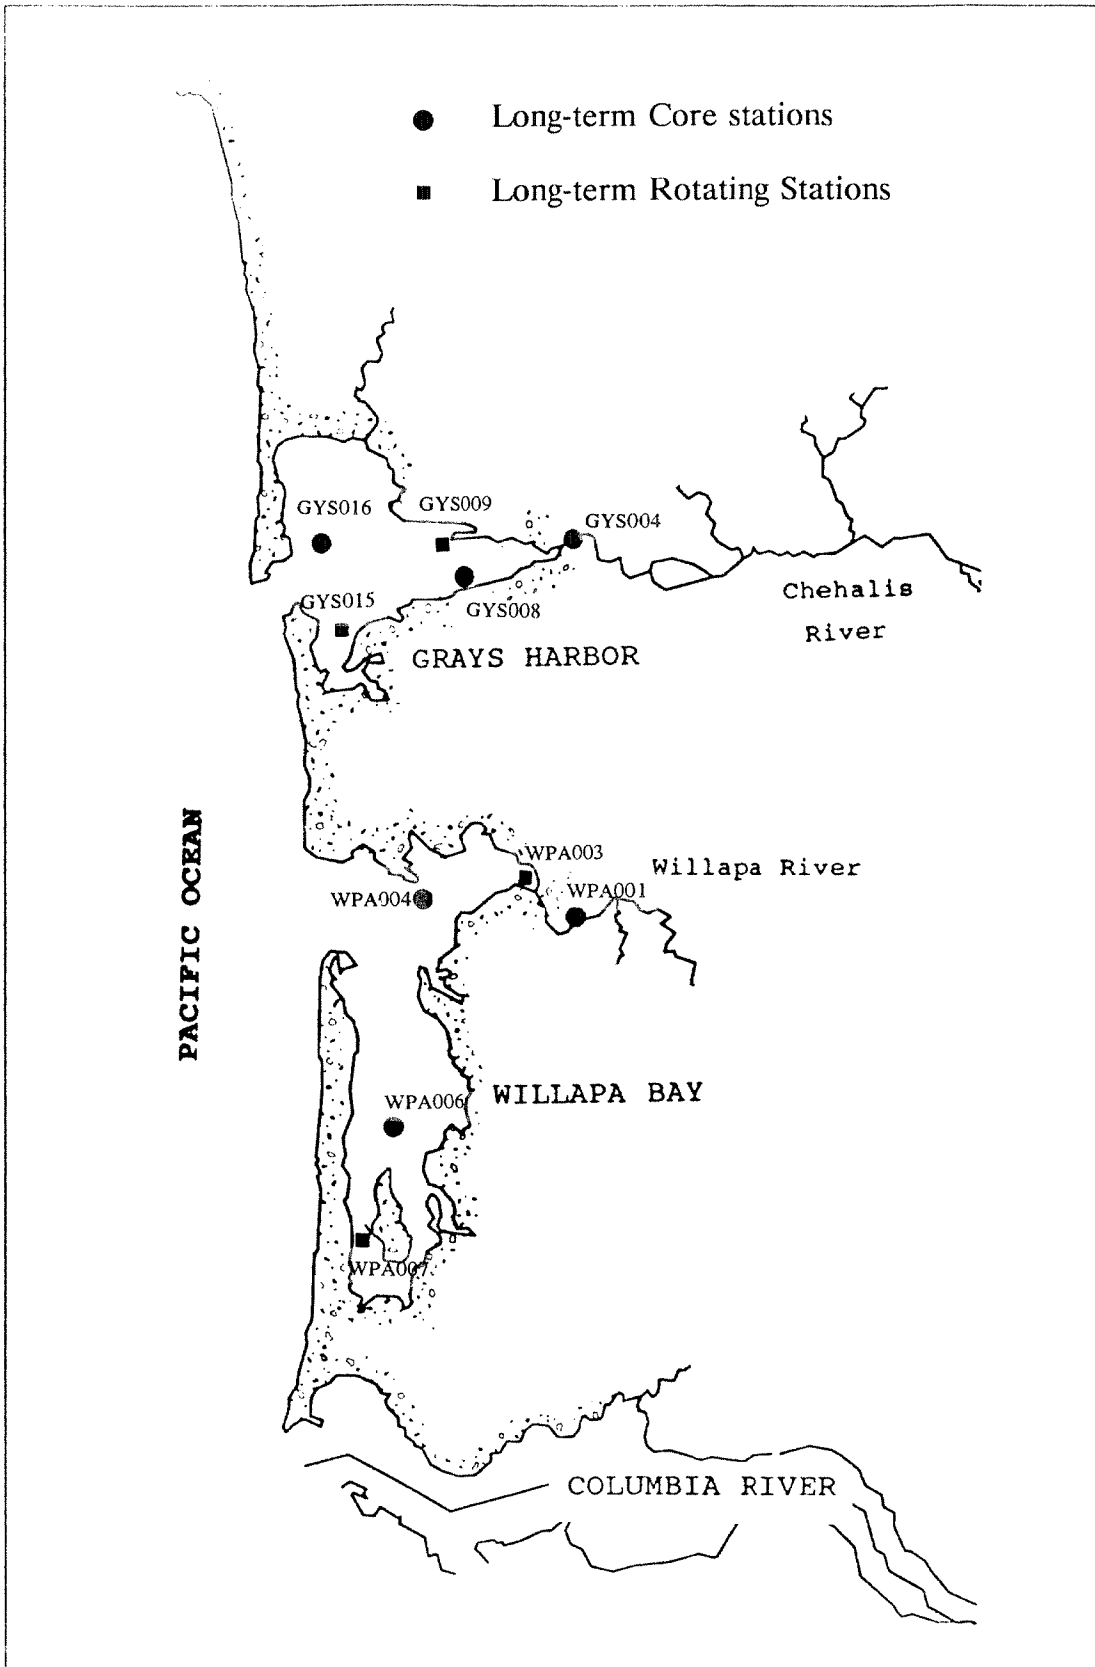 Long-term Core stations
Long-term Rotating Stations
GYS016
GYS009
GYS004
Chehalis
River
GYS015
GYS008
GRAYS HARBOR
PACIFIC OCEAN
WPA003
Willapa River
WPA004
WPA001
WPA006
WILLAPA BAY
WPA007
COLUMBIA RIVER